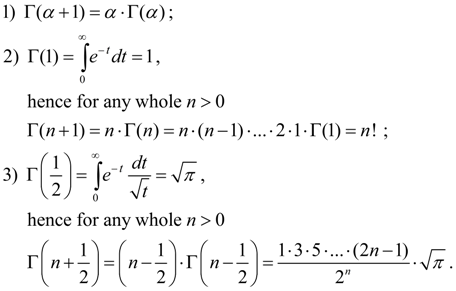 1) Γ(α+1)=α·Γ(α);
2) Γ(1)=∫₀^∞ e^{-t}dt=1,
hence for any whole n>0
Γ(n+1)=n·Γ(n)=n·(n−1)·...·2·1·Γ(1)=n! ;
3) Γ(1/2)=∫₀^∞ e^{-t} dt/√t=√π,
hence for any whole n>0
Γ(n+1/2)=(n−1/2)·Γ(n−1/2)=1·3·5·...·(2n−1)/2ⁿ·√π.